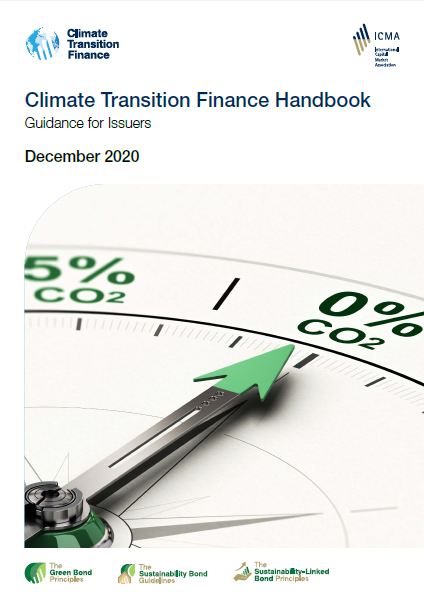 Climate
Transition
Finance
ICMA
International
Capital
Market
Association
Climate Transition Finance Handbook
Guidance for Issuers
December 2020
5%
CO2
0%
CO2
The
Green Bond
Principles
The
Sustainability Bond
Guidelines
The
Sustainability-Linked
Bond Principles